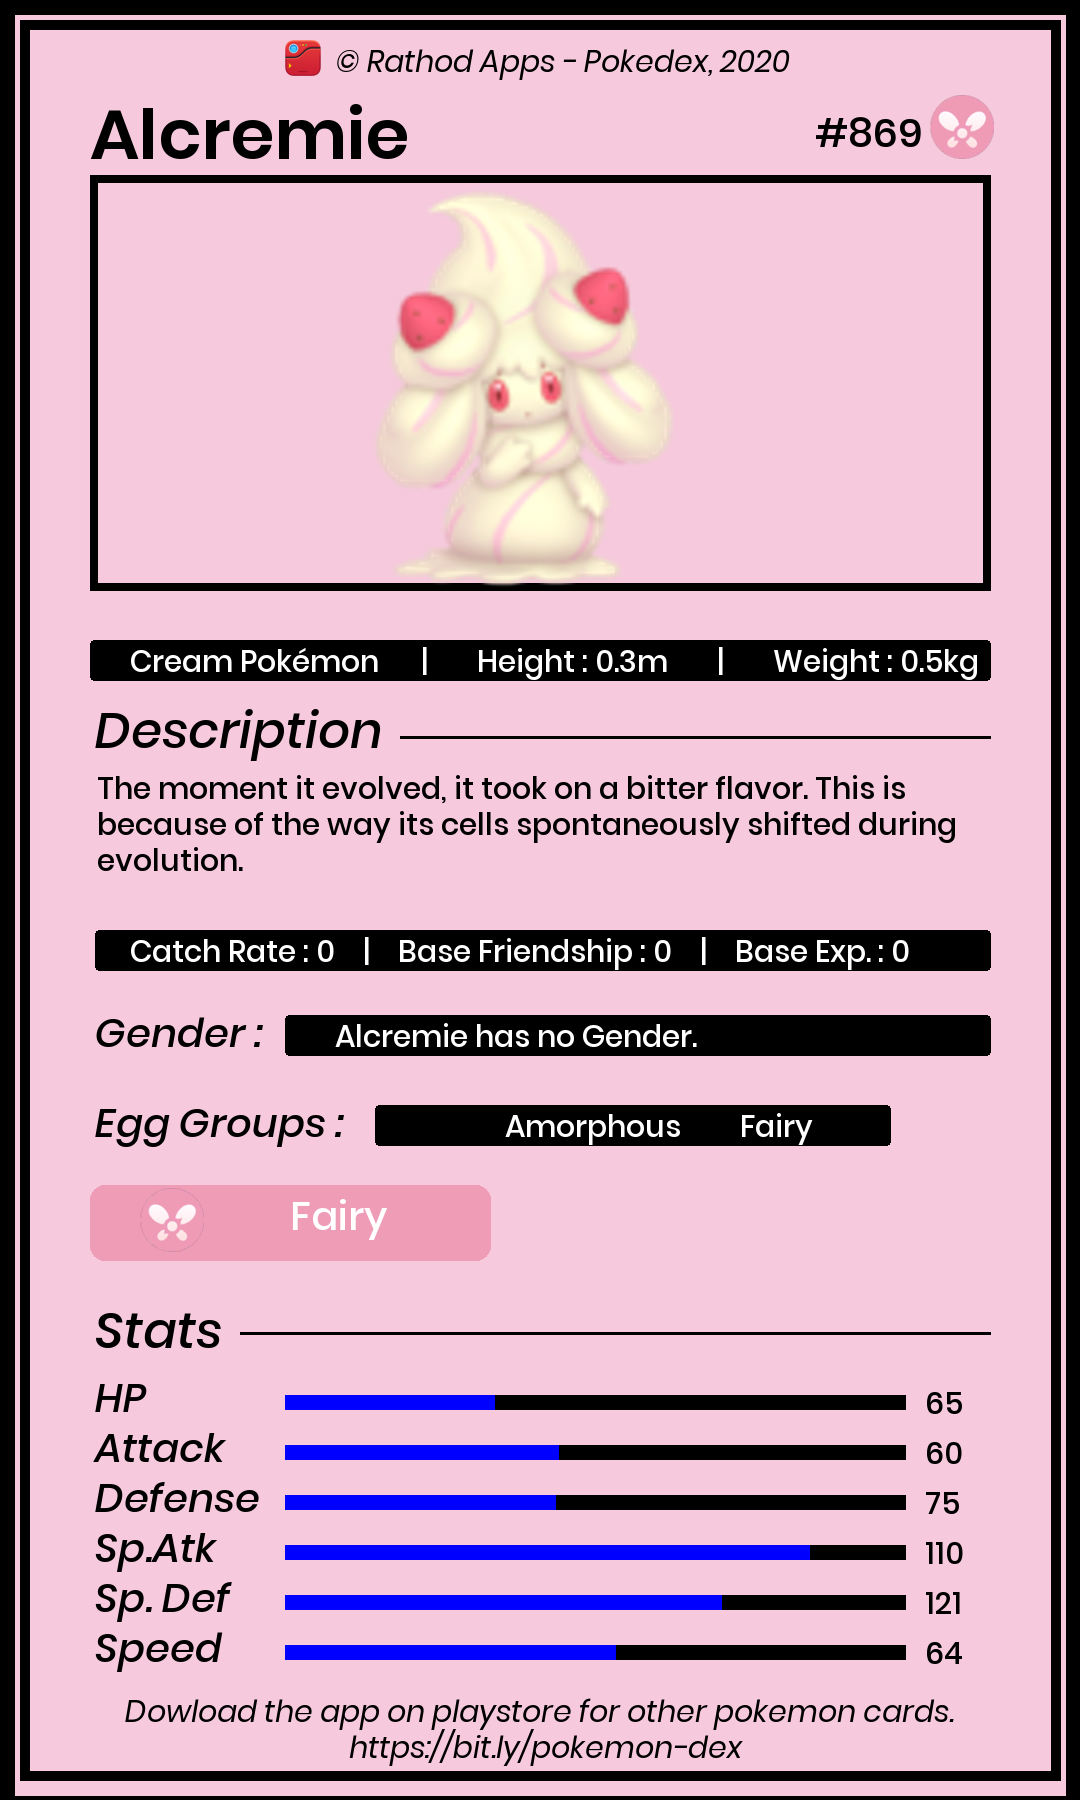 © Rathod Apps - Pokedex, 2020
Alcremie
#869
Cream Pokémon | Height : 0.3m | Weight : 0.5kg
Description
The moment it evolved, it took on a bitter flavor. This is
because of the way its cells spontaneously shifted during
evolution.
Catch Rate : 0 | Base Friendship : 0 | Base Exp. : 0
Gender : Alcremie has no Gender.
Egg Groups : Amorphous Fairy
Fairy
Stats
HP 65
Attack 60
Defense 75
Sp.Atk 110
Sp. Def 121
Speed 64
Dowload the app on playstore for other pokemon cards.
https://bit.ly/pokemon-dex